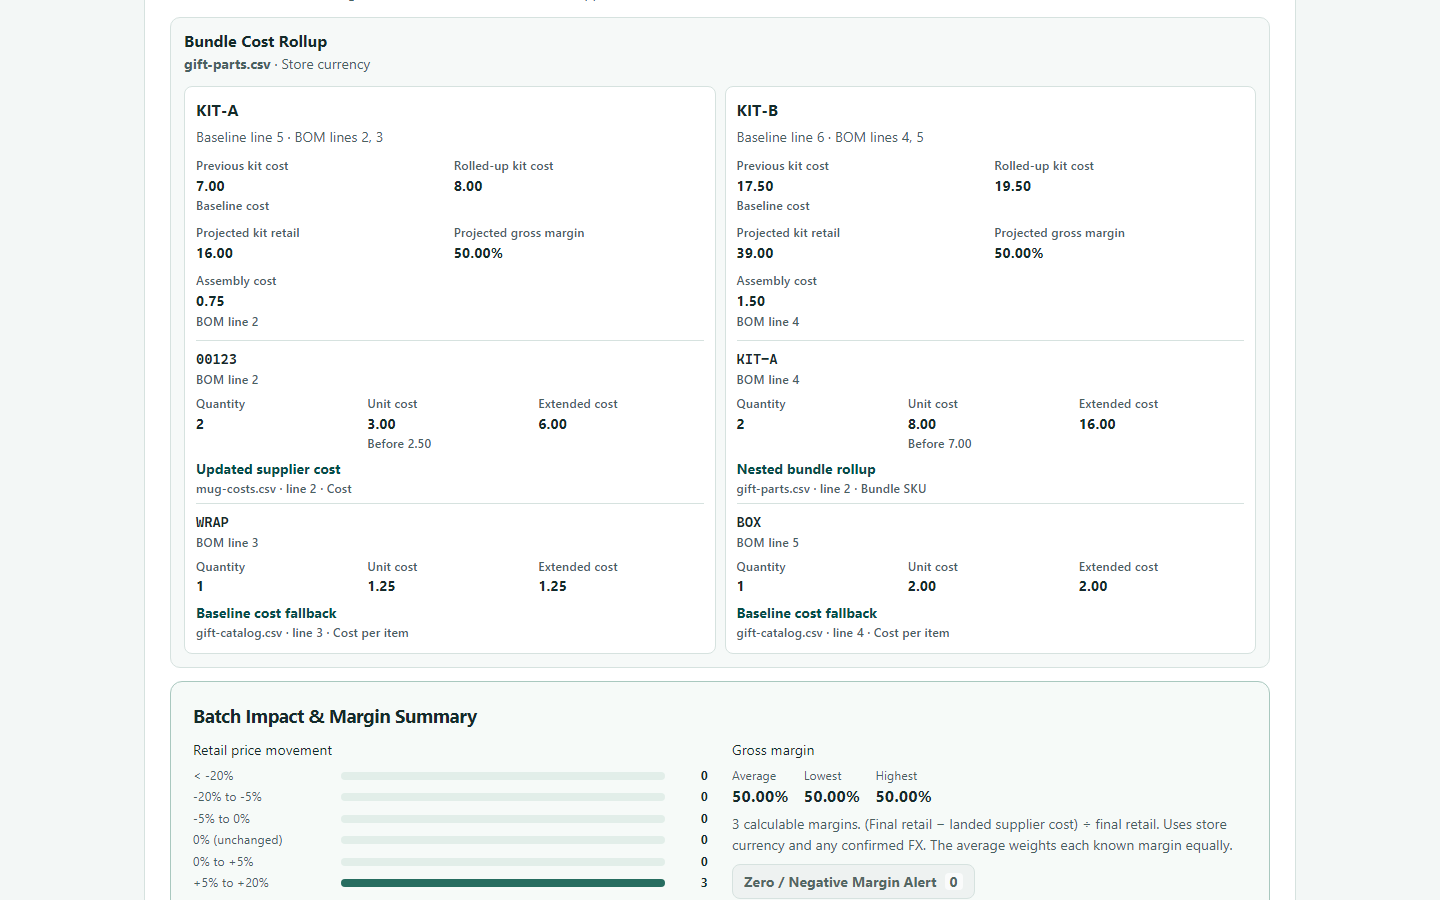 Bundle Cost Rollup
gift-parts.csv · Store currency
KIT-A
Baseline line 5 · BOM lines 2, 3
Previous kit cost
Rolled-up kit cost
7.00
8.00
Baseline cost
Projected kit retail
Projected gross margin
16.00
50.00%
Assembly cost
0.75
BOM line 2
00123
BOM line 2
Quantity
Unit cost
Extended cost
2
3.00
6.00
Before 2.50
Updated supplier cost
mug-costs.csv · line 2 · Cost
WRAP
BOM line 3
Quantity
Unit cost
Extended cost
1
1.25
1.25
Baseline cost fallback
gift-catalog.csv · line 3 · Cost per item
KIT-B
Baseline line 6 · BOM lines 4, 5
Previous kit cost
Rolled-up kit cost
17.50
19.50
Baseline cost
Projected kit retail
Projected gross margin
39.00
50.00%
Assembly cost
1.50
BOM line 4
KIT-A
BOM line 4
Quantity
Unit cost
Extended cost
2
8.00
16.00
Before 7.00
Nested bundle rollup
gift-parts.csv · line 2 · Bundle SKU
BOX
BOM line 5
Quantity
Unit cost
Extended cost
1
2.00
2.00
Baseline cost fallback
gift-catalog.csv · line 4 · Cost per item
Batch Impact & Margin Summary
Retail price movement
< -20% 0
-20% to -5% 0
-5% to 0% 0
0% (unchanged) 0
0% to +5% 0
+5% to +20% 3
Gross margin
Average Lowest Highest
50.00% 50.00% 50.00%
3 calculable margins. (Final retail − landed supplier cost) ÷ final retail. Uses store
currency and any confirmed FX. The average weights each known margin equally.
Zero / Negative Margin Alert 0